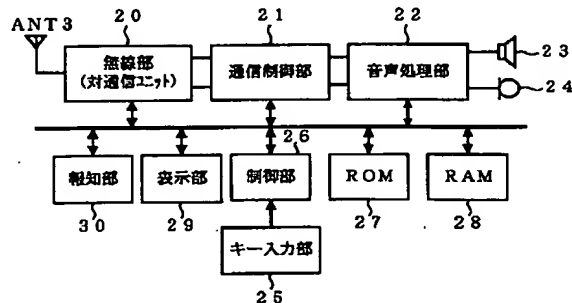 20 21 22
ANT3
無線部 通信制御部 音声処理部 23
(対通信ユニット) 24
26
報知部 表示部 制御部 ROM RAM
30 29 27 28
キー入力部
25